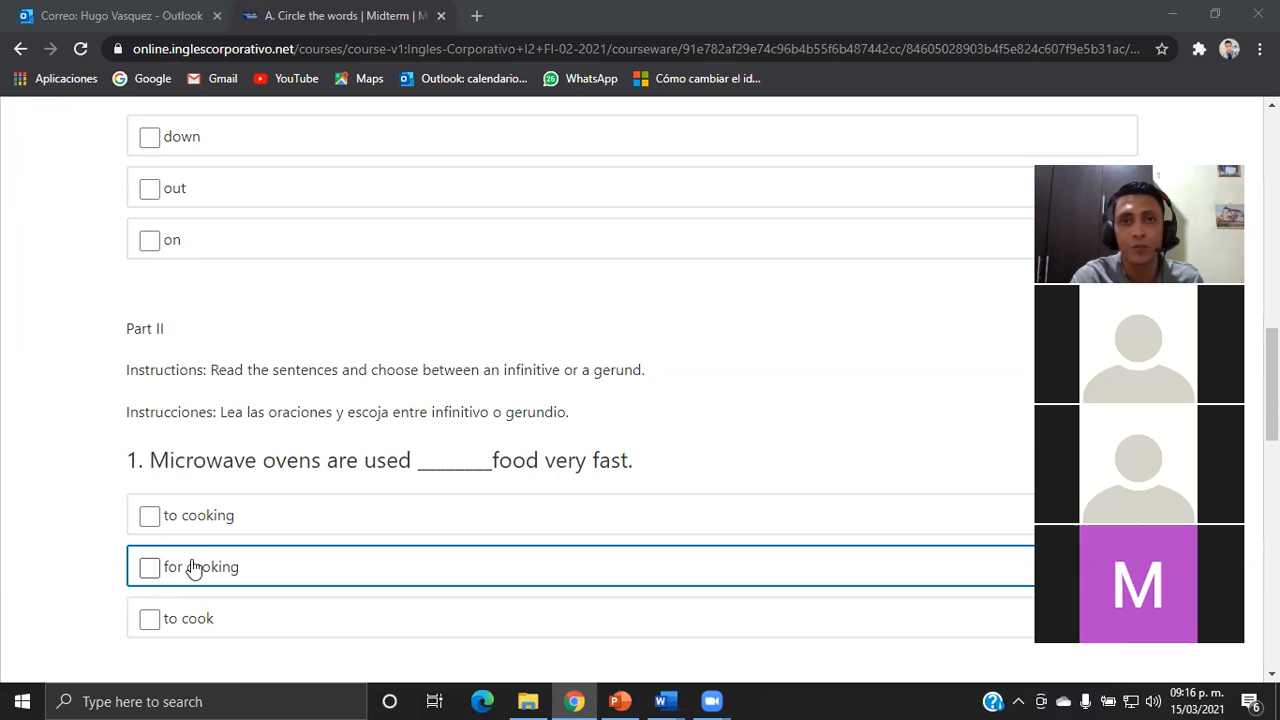 Correo: Hugo Vasquez - Outlook
A. Circle the words | Midterm | M
online.inglescorporativo.net/courses/course-v1:Ingles-Corporativo+I2+FI-02-2021/courseware/91e782af29e74c96b4b55f6b487442cc/84605028903b4f5e824c607f9e5b31ac/...
Aplicaciones Google Gmail YouTube Maps Outlook: calendario... 26 WhatsApp Cómo cambiar el id...
down
out
on
Part II
Instructions: Read the sentences and choose between an infinitive or a gerund.
Instrucciones: Lea las oraciones y escoja entre infinitivo o gerundio.
1. Microwave ovens are used ________food very fast.
to cooking
for cooking
to cook
M
Type here to search
09:16 p. m.
15/03/2021
6